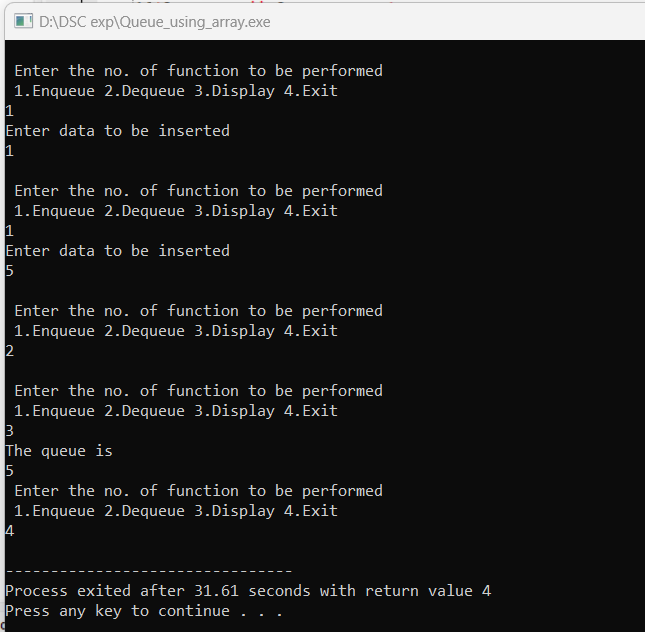 D:\DSC exp\Queue_using_array.exe
Enter the no. of function to be performed
1.Enqueue 2.Dequeue 3.Display 4.Exit
1
Enter data to be inserted
1
Enter the no. of function to be performed
1.Enqueue 2.Dequeue 3.Display 4.Exit
1
Enter data to be inserted
5
Enter the no. of function to be performed
1.Enqueue 2.Dequeue 3.Display 4.Exit
2
Enter the no. of function to be performed
1.Enqueue 2.Dequeue 3.Display 4.Exit
3
The queue is
5
Enter the no. of function to be performed
1.Enqueue 2.Dequeue 3.Display 4.Exit
4
--------------------------------
Process exited after 31.61 seconds with return value 4
Press any key to continue . . .